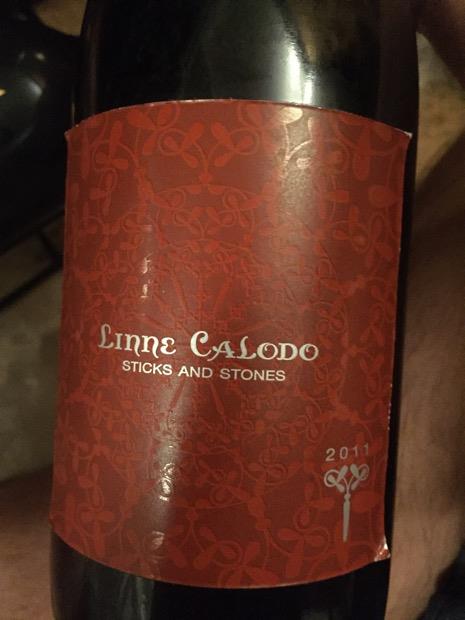 Linne Calodo
STICKS AND STONES
2011